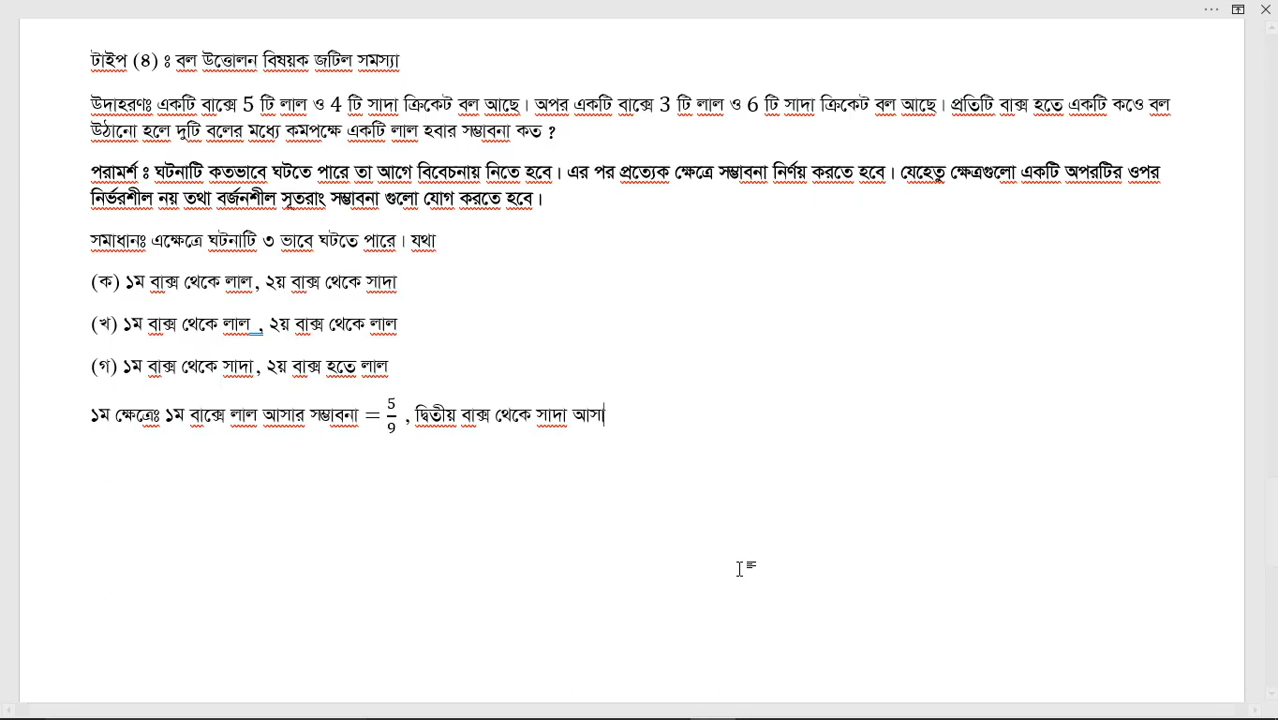 টাইপ (৪) ঃ বল উত্তোলন বিষয়ক জটিল সমস্যা
উদাহরণঃ একটি বাক্সে 5 টি লাল ও 4 টি সাদা ক্রিকেট বল আছে। অপর একটি বাক্সে 3 টি লাল ও 6 টি সাদা ক্রিকেট বল আছে। প্রতিটি বাক্স হতে একটি কওে বল
উঠানো হলে দুটি বলের মধ্যে কমপক্ষে একটি লাল হবার সম্ভাবনা কত ?
পরামর্শ ঃ ঘটনাটি কতভাবে ঘটতে পারে তা আগে বিবেচনায় নিতে হবে। এর পর প্রত্যেক ক্ষেত্রে সম্ভাবনা নির্ণয় করতে হবে। যেহেতু ক্ষেত্রগুলো একটি অপরটির ওপর
নির্ভরশীল নয় তথা বর্জনশীল সূতরাং সম্ভাবনা গুলো যোগ করতে হবে।
সমাধানঃ এক্ষেত্রে ঘটনাটি ৩ ভাবে ঘটতে পারে। যথা
(ক) ১ম বাক্স থেকে লাল, ২য় বাক্স থেকে সাদা
(খ) ১ম বাক্স থেকে লাল , ২য় বাক্স থেকে লাল
(গ) ১ম বাক্স থেকে সাদা, ২য় বাক্স হতে লাল
১ম ক্ষেত্রেঃ ১ম বাক্সে লাল আসার সম্ভাবনা = 5/9 , দ্বিতীয় বাক্স থেকে সাদা আসা